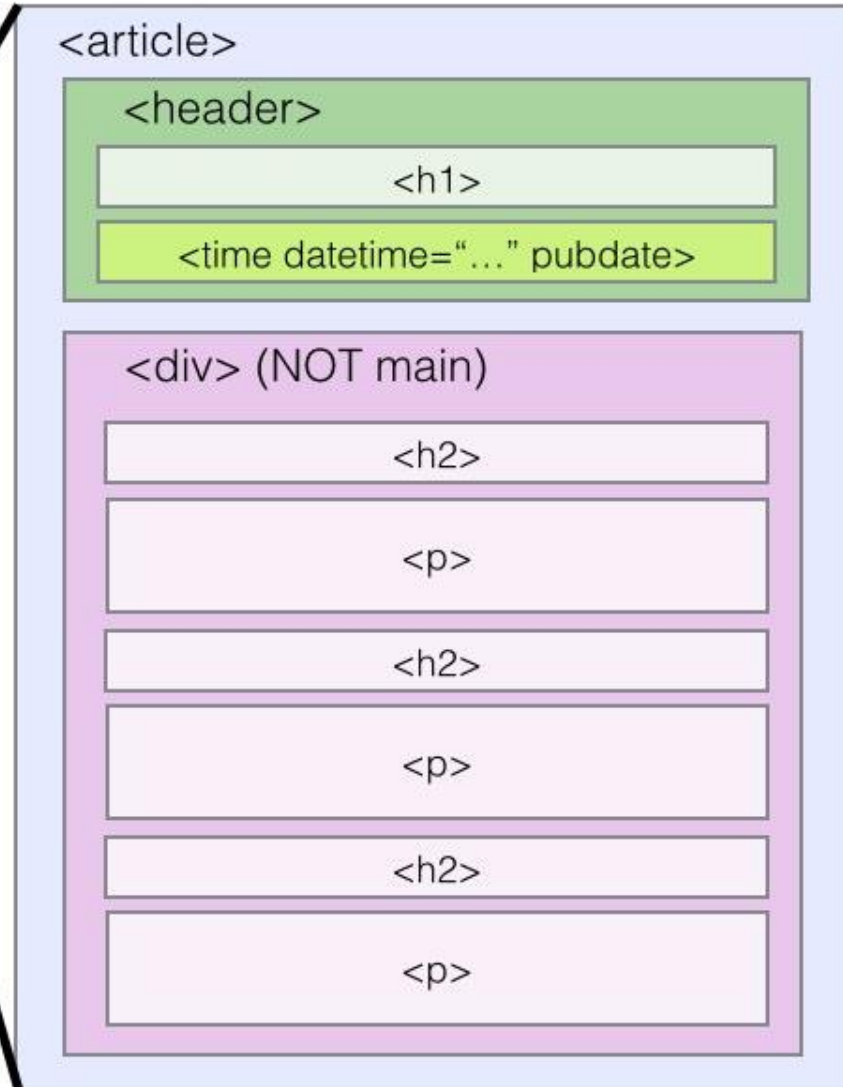 <article>
<header>
<h1>
<time datetime=“...” pubdate>
<div> (NOT main)
<h2>
<p>
<h2>
<p>
<h2>
<p>